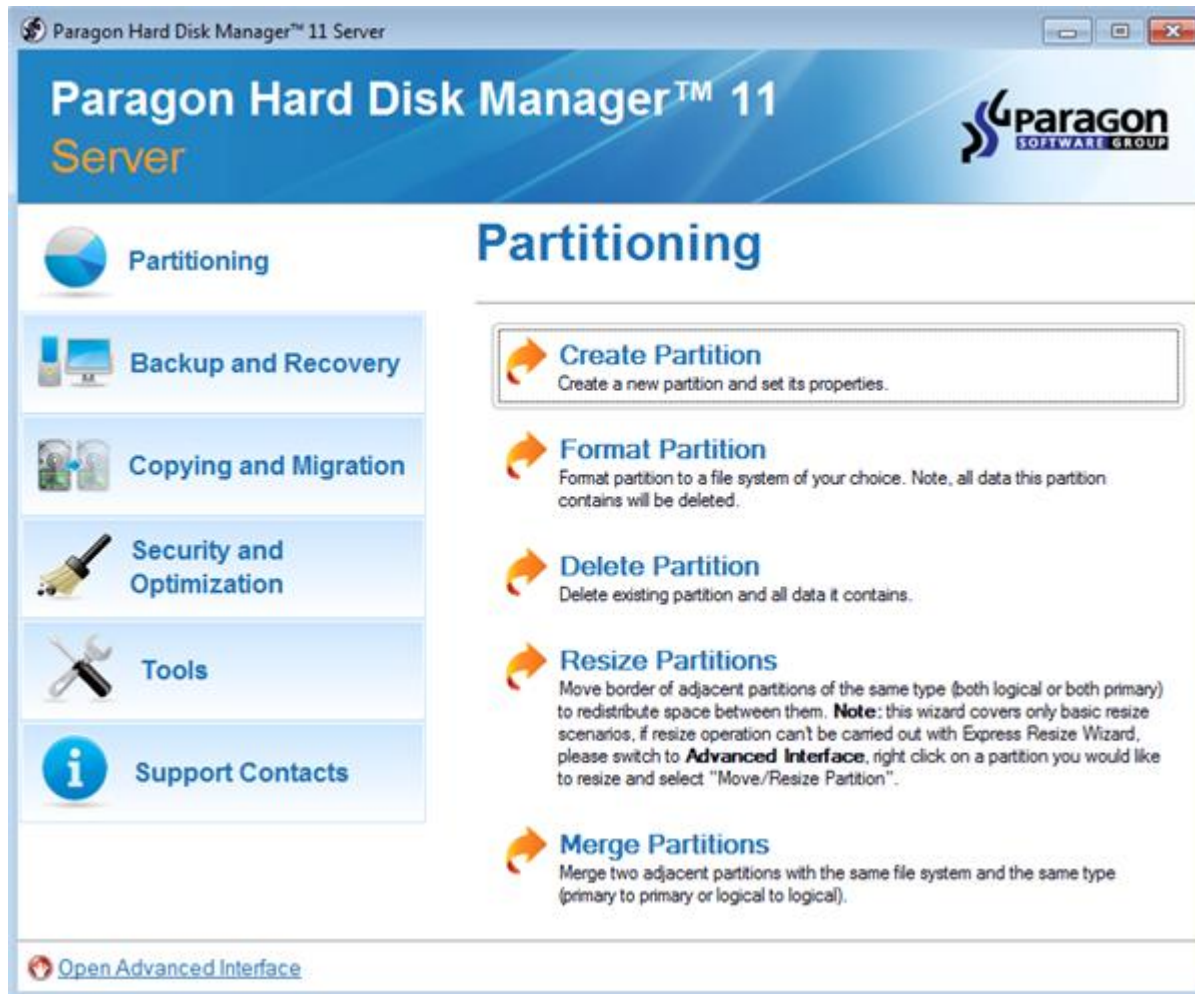 Paragon Hard Disk Manager™ 11 Server
Paragon Hard Disk Manager™ 11
Server
paragon
SOFTWARE GROUP
Partitioning
Backup and Recovery
Copying and Migration
Security and
Optimization
Tools
i
Support Contacts
Partitioning
Create Partition
Create a new partition and set its properties.
Format Partition
Format partition to a file system of your choice. Note, all data this partition
contains will be deleted.
Delete Partition
Delete existing partition and all data it contains.
Resize Partitions
Move border of adjacent partitions of the same type (both logical or both primary)
to redistribute space between them. Note: this wizard covers only basic resize
scenarios, if resize operation can't be carried out with Express Resize Wizard,
please switch to Advanced Interface, right click on a partition you would like
to resize and select "Move/Resize Partition".
Merge Partitions
Merge two adjacent partitions with the same file system and the same type
(primary to primary or logical to logical).
Open Advanced Interface